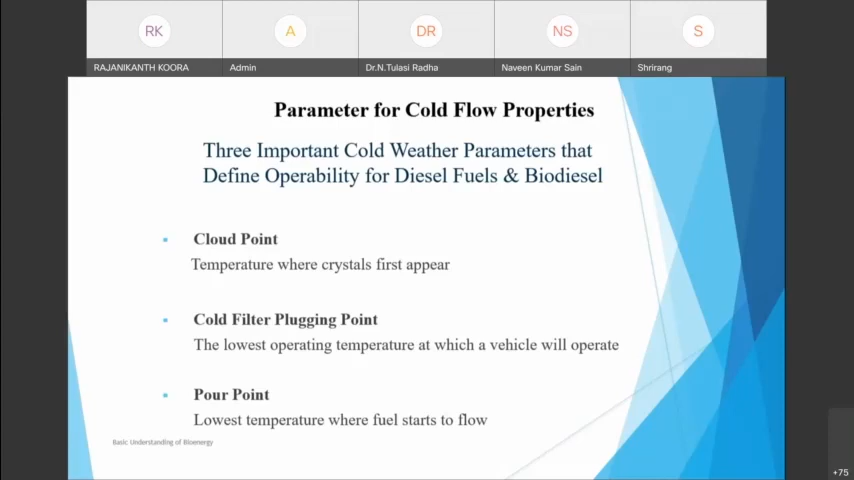 RK
A
DR
NS
S
RAJANIKANTH KOORA
Admin
Dr.N.Tulasi Radha
Naveen Kumar Sain
Shrirang
Parameter for Cold Flow Properties
Three Important Cold Weather Parameters that
Define Operability for Diesel Fuels & Biodiesel
Cloud Point
Temperature where crystals first appear
Cold Filter Plugging Point
The lowest operating temperature at which a vehicle will operate
Pour Point
Lowest temperature where fuel starts to flow
Basic Understanding of Bioenergy
+75